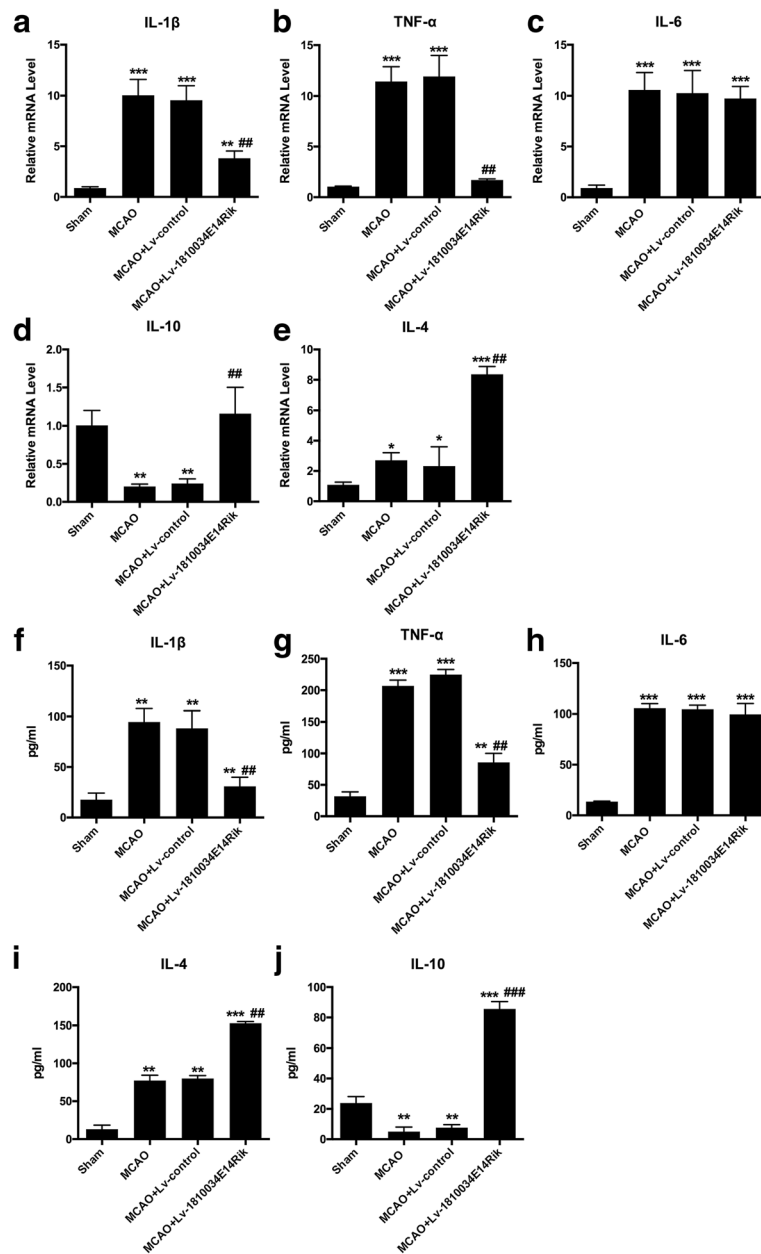 a IL-1β
Relative mRNA Level
15
10
5
0
***
***
** ##
Sham
MCAO
MCAO+Lv-control
MCAO+Lv-1810034E14Rik
b TNF-α
15
10
5
0
***
***
##
Sham
MCAO
MCAO+Lv-control
MCAO+Lv-1810034E14Rik
c IL-6
Relative mRNA Level
15
10
5
0
***
***
***
Sham
MCAO
MCAO+Lv-control
MCAO+Lv-1810034E14Rik
d IL-10
Relative mRNA Level
2.0
1.5
1.0
0.5
0.0
**
**
##
Sham
MCAO
MCAO+Lv-control
MCAO+Lv-1810034E14Rik
e IL-4
Relative mRNA Level
10
8
6
4
2
0
*
*
*** ##
Sham
MCAO
MCAO+Lv-control
MCAO+Lv-1810034E14Rik
f IL-1β
pg/ml
150
100
50
0
**
**
** ##
Sham
MCAO
MCAO+Lv-control
MCAO+Lv-1810034E14Rik
g TNF-α
pg/ml
250
200
150
100
50
0
***
***
** ##
Sham
MCAO
MCAO+Lv-control
MCAO+Lv-1810034E14Rik
h IL-6
pg/ml
150
100
50
0
***
***
***
Sham
MCAO
MCAO+Lv-control
MCAO+Lv-1810034E14Rik
i IL-4
pg/ml
200
150
100
50
0
**
**
*** ##
Sham
MCAO
MCAO+Lv-control
MCAO+Lv-1810034E14Rik
j IL-10
pg/ml
100
80
60
40
20
0
**
**
*** ###
Sham
MCAO
MCAO+Lv-control
MCAO+Lv-1810034E14Rik